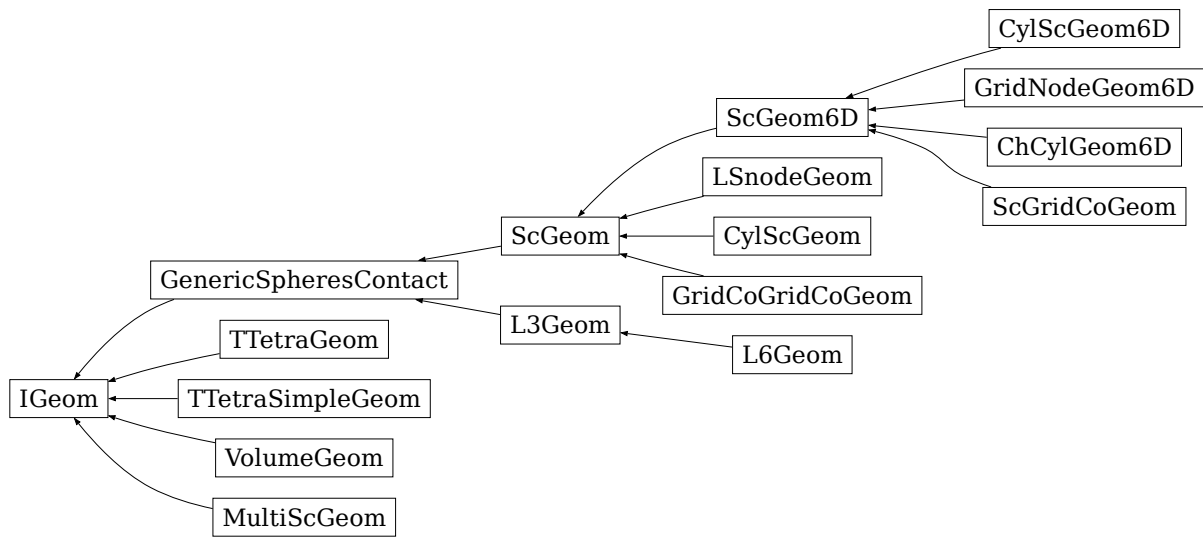 CylScGeom6D
GridNodeGeom6D
ScGeom6D
ChCylGeom6D
LSnodeGeom
ScGridCoGeom
ScGeom
CylScGeom
GenericSpheresContact
GridCoGridCoGeom
L3Geom
TTetraGeom
L6Geom
IGeom
TTetraSimpleGeom
VolumeGeom
MultiScGeom